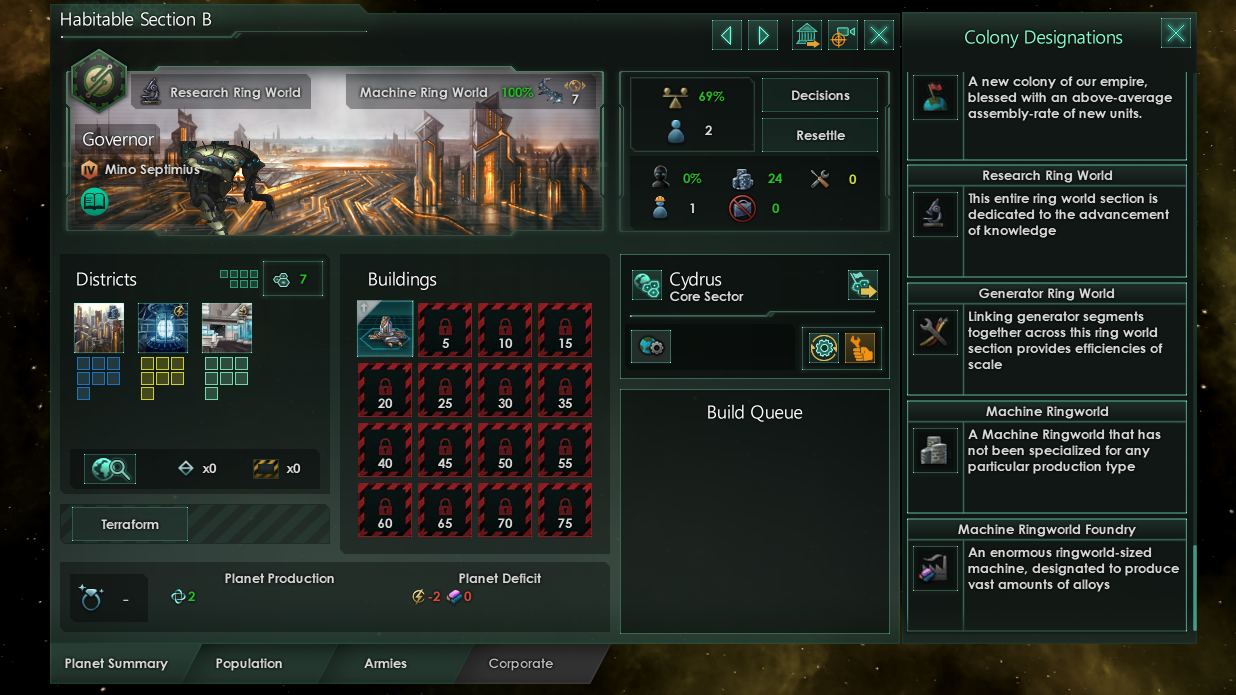 Habitable Section B
Colony Designations
Research Ring World
Machine Ring World 100% 7
Governor
IV Mino Septimius
69%
2
Decisions
Resettle
0% 24 0
1 0
Districts
7
x0 x0
Terraform
Buildings
5 10 15
20 25 30 35
40 45 50 55
60 65 70 75
Cydrus
Core Sector
Build Queue
Planet Production
2
Planet Deficit
-2 0
-
Planet Summary
Population
Armies
Corporate
A new colony of our empire,
blessed with an above-average
assembly-rate of new units.
Research Ring World
This entire ring world section is
dedicated to the advancement
of knowledge
Generator Ring World
Linking generator segments
together across this ring world
section provides efficiencies of
scale
Machine Ringworld
A Machine Ringworld that has
not been specialized for any
particular production type
Machine Ringworld Foundry
An enormous ringworld-sized
machine, designated to produce
vast amounts of alloys